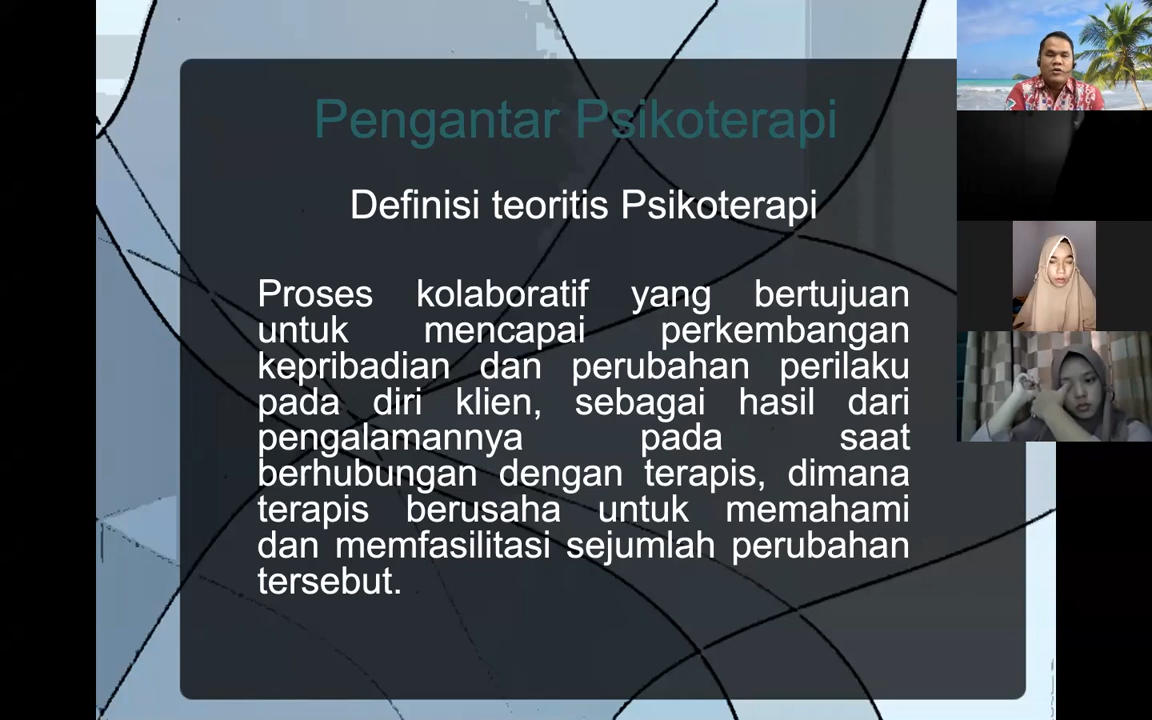 Pengantar Psikoterapi
Definisi teoritis Psikoterapi
Proses kolaboratif yang bertujuan
untuk mencapai perkembangan
kepribadian dan perubahan perilaku
pada diri klien, sebagai hasil dari
pengalamannya pada saat
berhubungan dengan terapis, dimana
terapis berusaha untuk memahami
dan memfasilitasi sejumlah perubahan
tersebut.